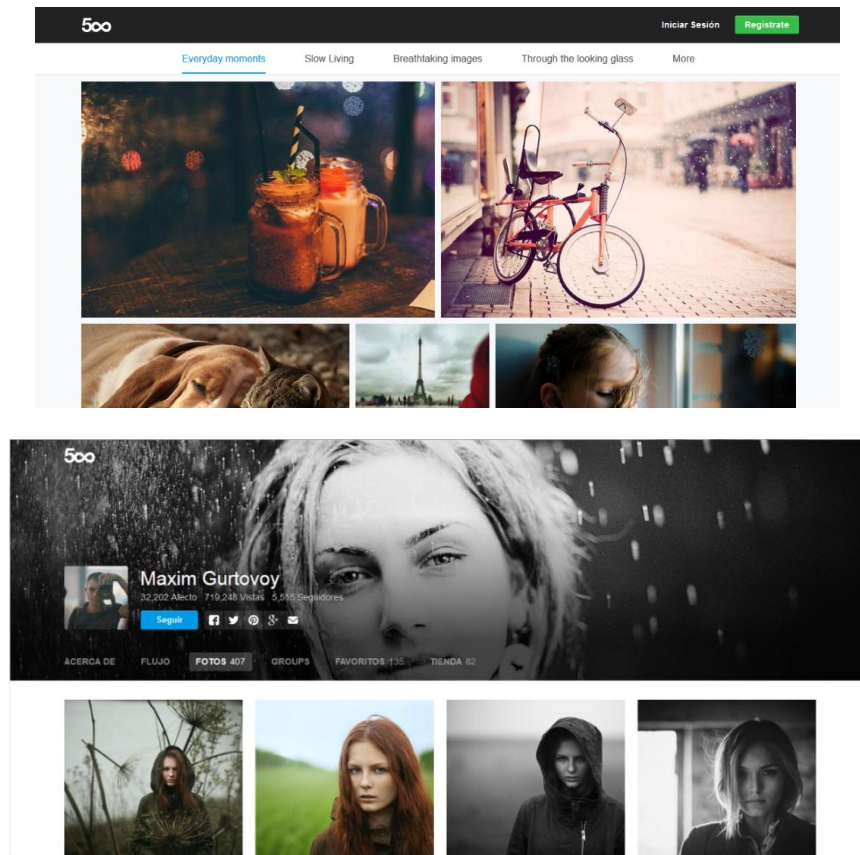 500
Iniciar Sesión Regístrate
Everyday moments Slow Living Breathtaking images Through the looking glass More
500
Maxim Gurtovoy
32,202 Afecto 719,248 Vistas 5,515 Seguidores
Seguir
ACERCA DE FLUJO FOTOS 407 GROUPS FAVORITOS 135 TIENDA 82